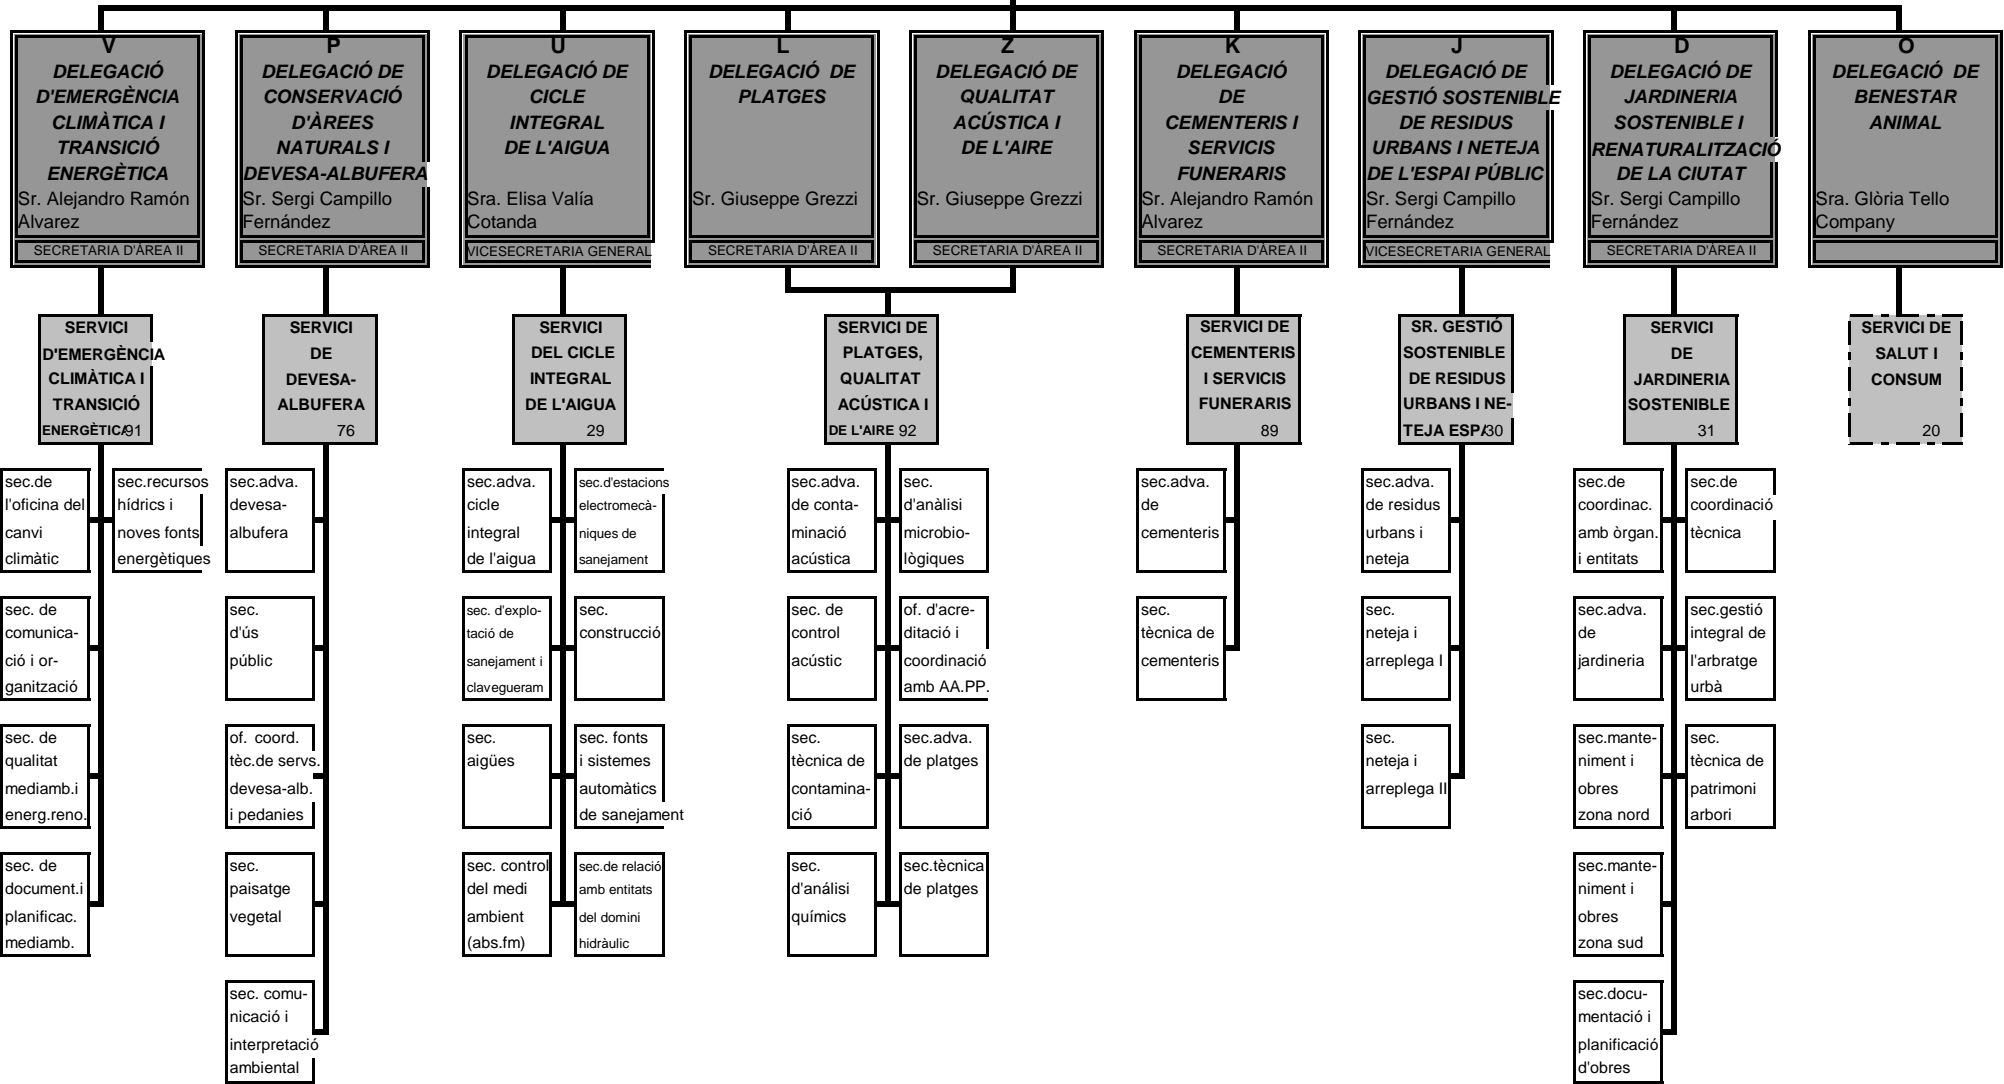 V
DELEGACIÓ
D'EMERGÈNCIA
CLIMÀTICA I
TRANSICIÓ
ENERGÈTICA
Sr. Alejandro Ramón
Alvarez
SECRETARIA D'ÀREA II
P
DELEGACIÓ DE
CONSERVACIÓ
D'ÀREES
NATURALS I
DEVESA-ALBUFERA
Sr. Sergi Campillo
Fernández
SECRETARIA D'ÀREA II
U
DELEGACIÓ DE
CICLE
INTEGRAL
DE L'AIGUA
Sra. Elisa Valía
Cotanda
VICESECRETARIA GENERAL
L
DELEGACIÓ DE
PLATGES
Sr. Giuseppe Grezzi
SECRETARIA D'ÀREA II
Z
DELEGACIÓ DE
QUALITAT
ACÚSTICA I
DE L'AIRE
Sr. Giuseppe Grezzi
SECRETARIA D'ÀREA II
K
DELEGACIÓ
DE
CEMENTERIS I
SERVICIS
FUNERARIS
Sr. Alejandro Ramón
Alvarez
SECRETARIA D'ÀREA II
J
DELEGACIÓ DE
GESTIÓ SOSTENIBLE
DE RESIDUS
URBANS I NETEJA
DE L'ESPAI PÚBLIC
Sr. Sergi Campillo
Fernández
VICESECRETARIA GENERAL
D
DELEGACIÓ DE
JARDINERIA
SOSTENIBLE I
RENATURALITZACIÓ
DE LA CIUTAT
Sr. Sergi Campillo
Fernández
SECRETARIA D'ÀREA II
O
DELEGACIÓ DE
BENESTAR
ANIMAL
Sra. Glòria Tello
Company
SERVICI
D'EMERGÈNCIA
CLIMÀTICA I
TRANSICIÓ
ENERGÈTICA 91
SERVICI
DE
DEVESA-
ALBUFERA
76
SERVICI
DEL CICLE
INTEGRAL
DE L'AIGUA
29
SERVICI DE
PLATGES,
QUALITAT
ACÚSTICA I
DE L'AIRE 92
SERVICI DE
CEMENTERIS
I SERVICIS
FUNERARIS
89
SR. GESTIÓ
SOSTENIBLE
DE RESIDUS
URBANS I NE-
TEJA ESPA 30
SERVICI
DE
JARDINERIA
SOSTENIBLE
31
SERVICI DE
SALUT I
CONSUM
20
sec.de
l'oficina del
canvi
climàtic
sec.recursos
hídrics i
noves fonts
energètiques
sec. de
comunica-
ció i or-
ganització
sec. de
qualitat
mediamb.i
energ.reno.
sec. de
document.i
planificac.
mediamb.
sec.adva.
devesa-
albufera
sec.
d'ús
públic
of. coord.
tèc.de servs.
devesa-alb.
i pedanies
sec.
paisatge
vegetal
sec. comu-
nicació i
interpretació
ambiental
sec.adva.
cicle
integral
de l'aigua
sec.d'estacions
electromecà-
niques de
sanejament
sec. d'explo-
tació de
sanejament i
clavegueram
sec.
construcció
sec.
aigües
sec. fonts
i sistemes
automàtics
de sanejament
sec. control
del medi
ambient
(abs.fm)
sec.de relació
amb entitats
del domini
hidràulic
sec.adva.
de conta-
minació
acústica
sec.
d'anàlisi
microbio-
lògiques
sec. de
control
acústic
of. d'acre-
ditació i
coordinació
amb AA.PP.
sec.
tècnica de
contamina-
ció
sec.adva.
de platges
sec.
d'análisi
químics
sec.tècnica
de platges
sec.adva.
de
cementeris
sec.
tècnica de
cementeris
sec.adva.
de residus
urbans i
neteja
sec.
neteja i
arreplega I
sec.
neteja i
arreplega II
sec.de
coordinac.
amb òrgan.
i entitats
sec.de
coordinació
tècnica
sec.adva.
de
jardineria
sec.gestió
integral de
l'arbratge
urbà
sec.mante-
niment i
obres
zona nord
sec.
tècnica de
patrimoni
arbori
sec.mante-
niment i
obres
zona sud
sec.docu-
mentació i
planificació
d'obres